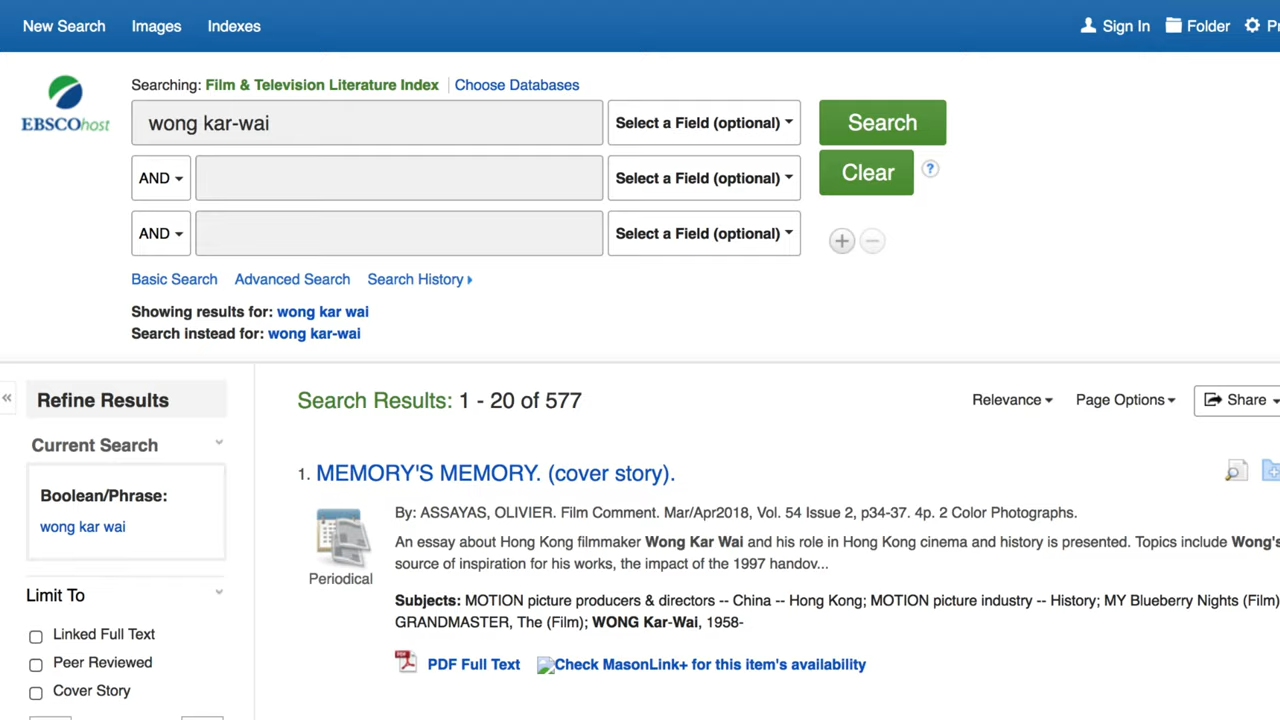 New Search Images Indexes Sign In Folder
Searching: Film & Television Literature Index Choose Databases
EBSCOhost
wong kar-wai Select a Field (optional) Search
AND Select a Field (optional) Clear ?
AND Select a Field (optional)
Basic Search Advanced Search Search History
Showing results for: wong kar wai
Search instead for: wong kar-wai
« Refine Results
Current Search
Boolean/Phrase:
wong kar wai
Limit To
Linked Full Text
Peer Reviewed
Cover Story
Search Results: 1 - 20 of 577 Relevance Page Options Share
1. MEMORY'S MEMORY. (cover story).
Periodical
By: ASSAYAS, OLIVIER. Film Comment. Mar/Apr2018, Vol. 54 Issue 2, p34-37. 4p. 2 Color Photographs.
An essay about Hong Kong filmmaker Wong Kar Wai and his role in Hong Kong cinema and history is presented. Topics include Wong's
source of inspiration for his works, the impact of the 1997 handov...
Subjects: MOTION picture producers & directors -- China -- Hong Kong; MOTION picture industry -- History; MY Blueberry Nights (Film)
GRANDMASTER, The (Film); WONG Kar-Wai, 1958-
PDF Full Text Check MasonLink+ for this item's availability